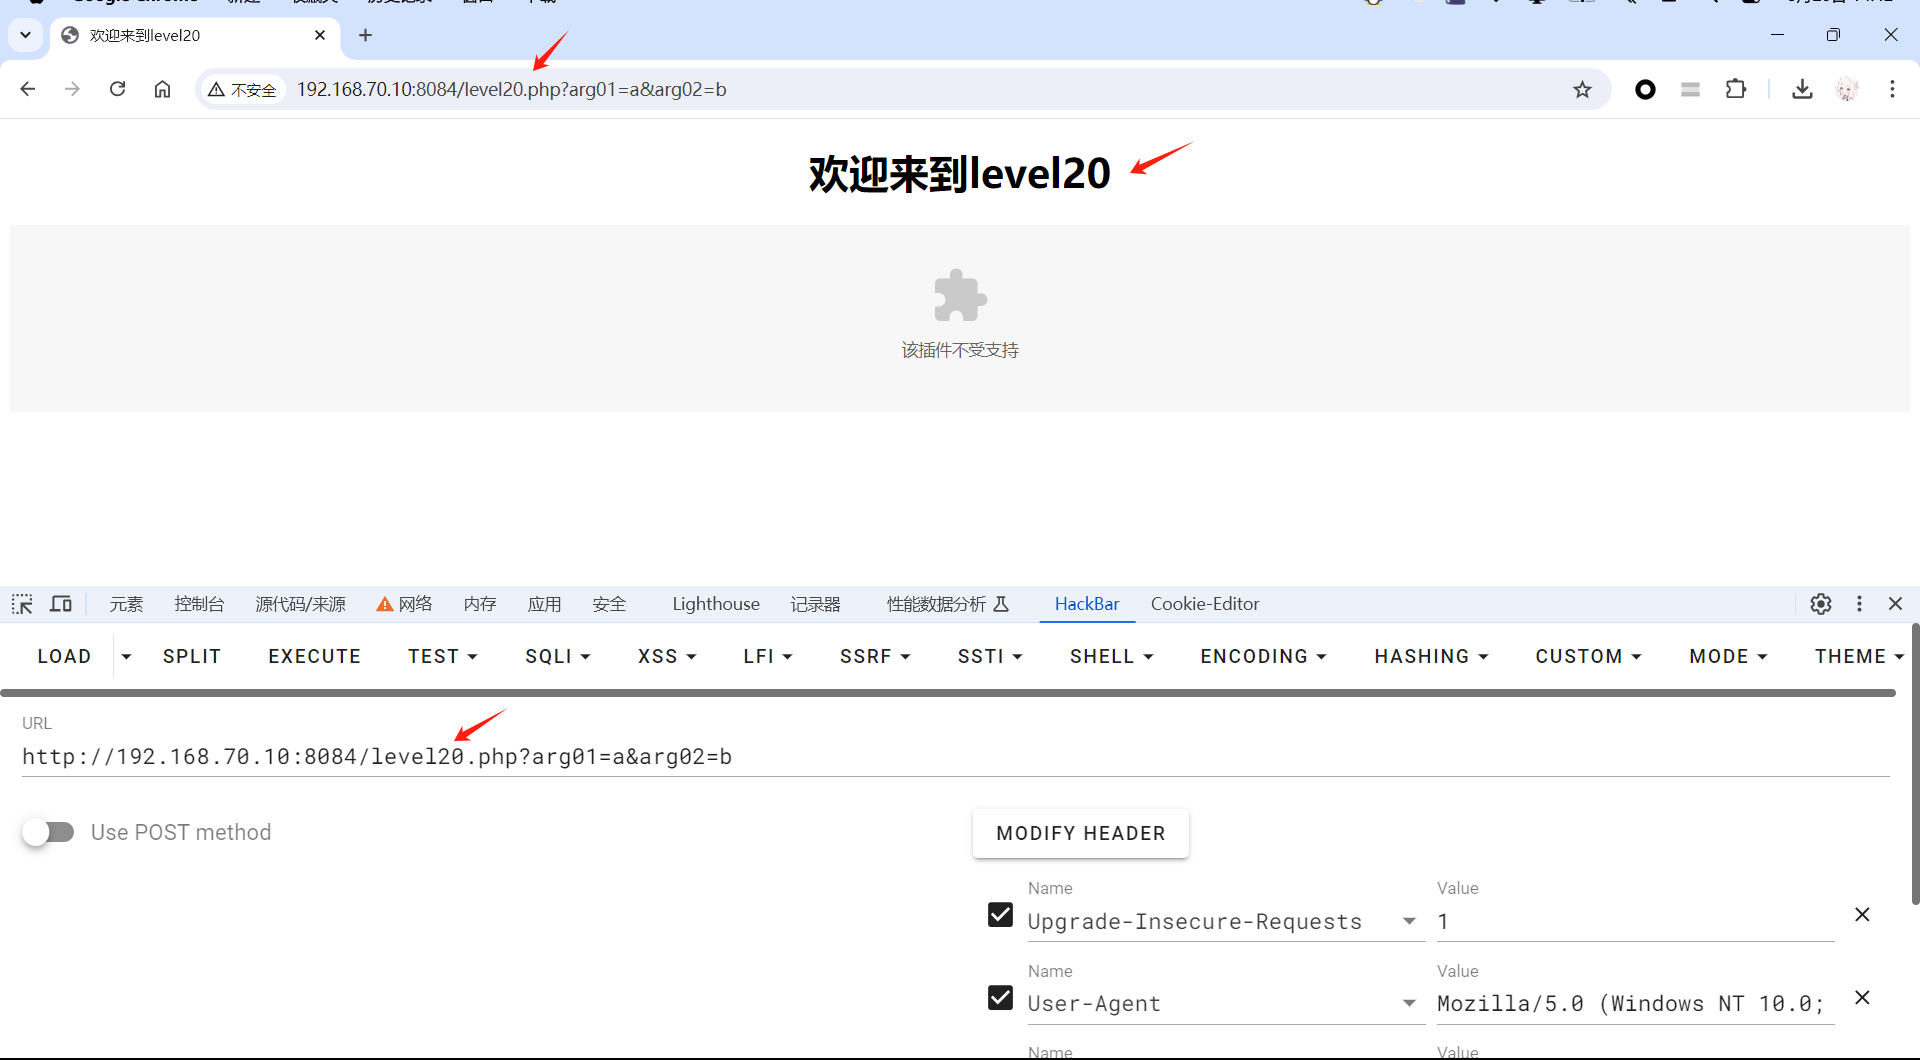 欢迎来到level20
不安全
192.168.70.10:8084/level20.php?arg01=a&arg02=b
欢迎来到level20
该插件不受支持
元素 控制台 源代码/来源 网络 内存 应用 安全 Lighthouse 记录器 性能数据分析 HackBar Cookie-Editor
LOAD SPLIT EXECUTE TEST SQLI XSS LFI SSRF SSTI SHELL ENCODING HASHING CUSTOM MODE THEME
URL
http://192.168.70.10:8084/level20.php?arg01=a&arg02=b
Use POST method
MODIFY HEADER
Name Value
Upgrade-Insecure-Requests 1
Name Value
User-Agent Mozilla/5.0 (Windows NT 10.0;
Name Value